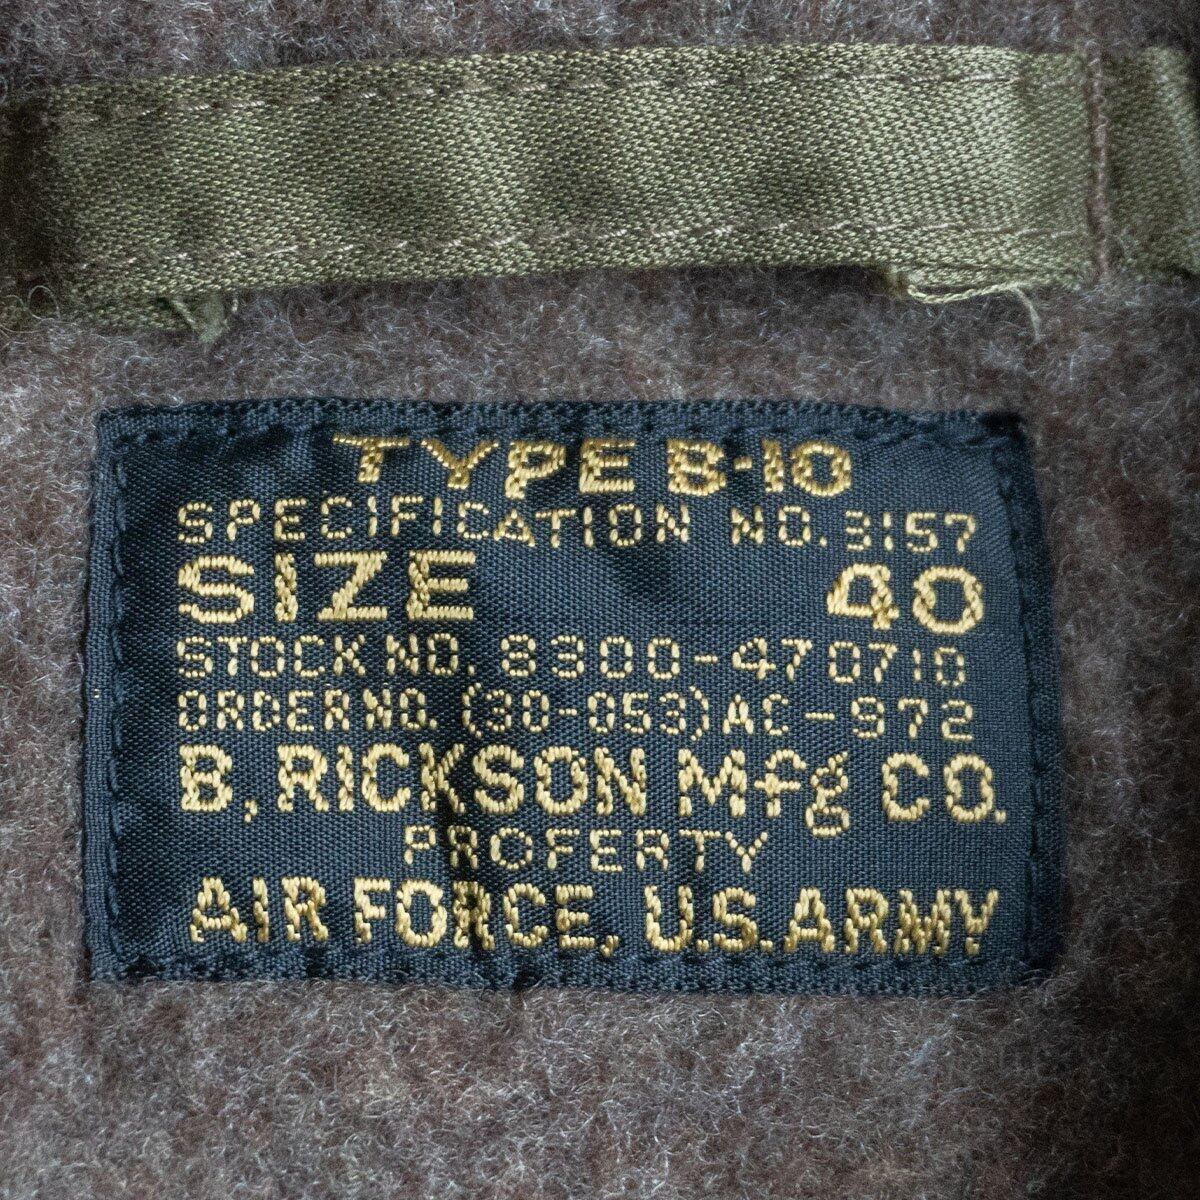 TYPE B-10
SPECIFICATION NO. 3157
SIZE 40
STOCK NO. 8300-470710
ORDER NO. (30-053) AC-972
B, RICKSON Mfg CO.
PROFERTY
AIR FORCE, U.S. ARMY